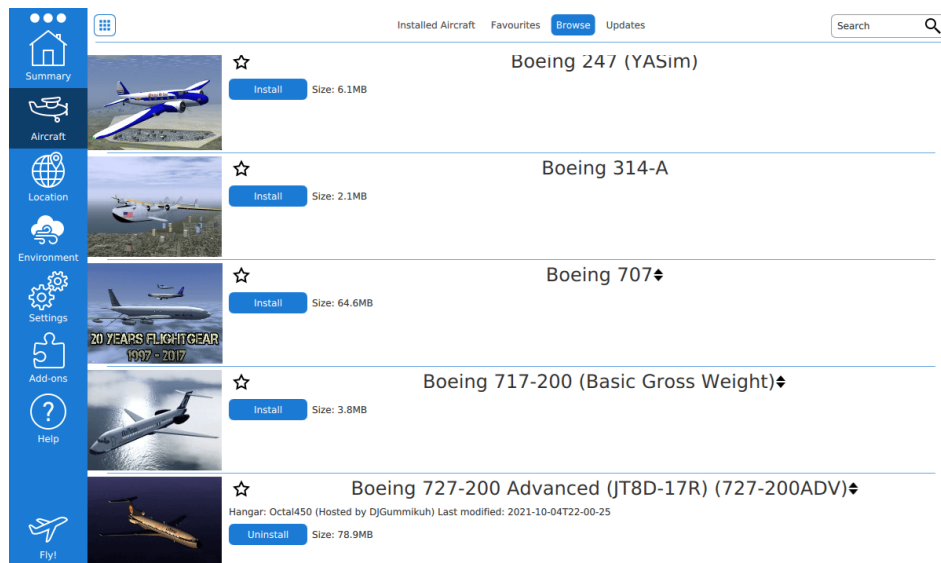 Installed Aircraft Favourites Browse Updates Search
Summary
Aircraft
Location
Environment
Settings
Add-ons
? Help
Fly!
Boeing 247 (YASim)
Install Size: 6.1MB
Boeing 314-A
Install Size: 2.1MB
Boeing 707
Install Size: 64.6MB
20 YEARS FLIGHTGEAR
1997 - 2017
Boeing 717-200 (Basic Gross Weight)
Install Size: 3.8MB
Boeing 727-200 Advanced (JT8D-17R) (727-200ADV)
Hangar: Octal450 (Hosted by DJGummikuh) Last modified: 2021-10-04T22-00-25
Uninstall Size: 78.9MB